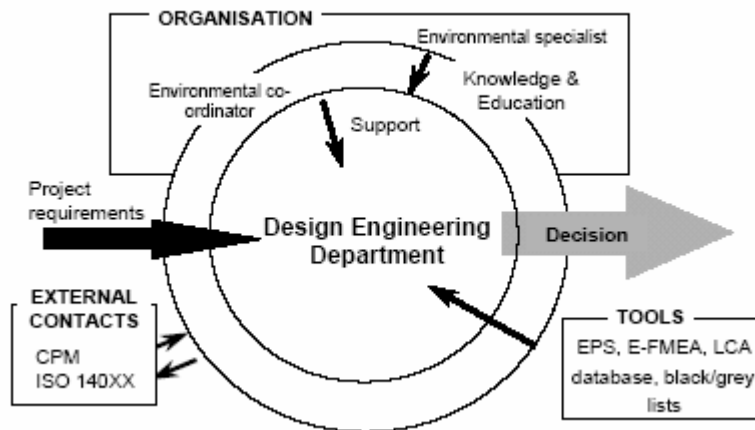 ORGANISATION
Environmental specialist
Environmental co-
ordinator
Knowledge &
Education
Support
Project
requirements
Design Engineering
Department
Decision
EXTERNAL
CONTACTS
CPM
ISO 140XX
TOOLS
EPS, E-FMEA, LCA
database, black/grey
lists